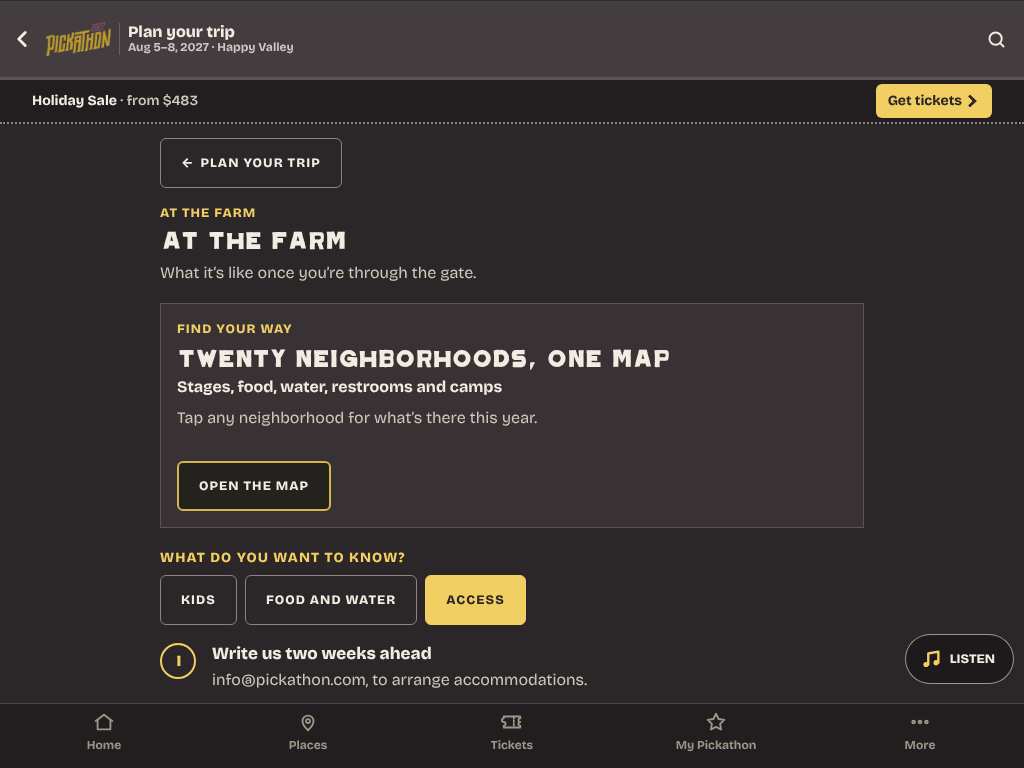 PICKATHON
Plan your trip
Aug 5–8, 2027 · Happy Valley
Holiday Sale · from $483
Get tickets
← PLAN YOUR TRIP
AT THE FARM
AT THE FARM
What it's like once you're through the gate.
FIND YOUR WAY
TWENTY NEIGHBORHOODS, ONE MAP
Stages, food, water, restrooms and camps
Tap any neighborhood for what's there this year.
OPEN THE MAP
WHAT DO YOU WANT TO KNOW?
KIDS
FOOD AND WATER
ACCESS
1
Write us two weeks ahead
info@pickathon.com, to arrange accommodations.
LISTEN
Home
Places
Tickets
My Pickathon
More